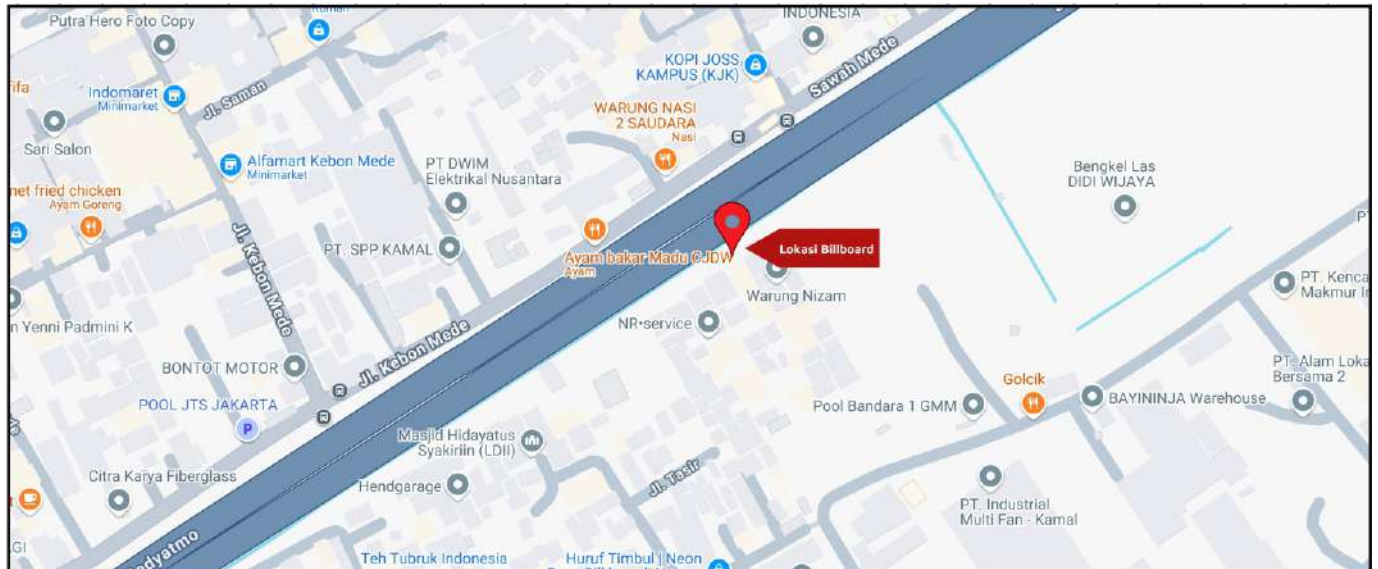 Putra Hero Foto Copy
Rumah
INDONESIA
KOPI JOSS
KAMPUS (KJK)
Sawah Mede
Indomaret
Minimarket
Jl. Saman
WARUNG NASI
2 SAUDARA
Nasi
Sari Salon
Alfamart Kebon Mede
Minimarket
PT DWIM
Elektrikal Nusantara
Bengkel Las
DIDI WIJAYA
net fried chicken
Ayam Goreng
Jl. Kebon Mede
PT. SPP KAMAL
Ayam bakar Madu CJDW
Ayam
Lokasi Billboard
Warung Nizam
PT. Kenca
Makmur
n Yenni Padmini K
NR•service
Jl. Kebon Mede
BONTOT MOTOR
PT. Alam Loka
Bersama 2
Golcik
POOL JTS JAKARTA
P
Pool Bandara 1 GMM
BAYININJA Warehouse
Masjid Hidayatus
Syakiriin (LDII)
Citra Karya Fiberglass
Hendgarage
Jl. Tasir
PT. Industrial
Multi Fan - Kamal
AGI
edyatmo
Teh Tubruk Indonesia
Huruf Timbul | Neon